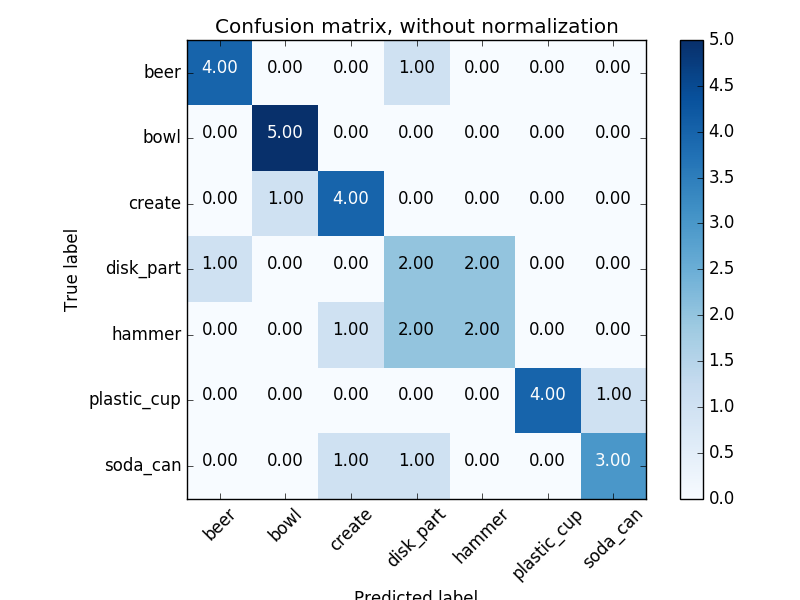 Confusion matrix, without normalization
beer 4.00 0.00 0.00 1.00 0.00 0.00 0.00
bowl 0.00 5.00 0.00 0.00 0.00 0.00 0.00
create 0.00 1.00 4.00 0.00 0.00 0.00 0.00
disk_part 1.00 0.00 0.00 2.00 2.00 0.00 0.00
hammer 0.00 0.00 1.00 2.00 2.00 0.00 0.00
plastic_cup 0.00 0.00 0.00 0.00 0.00 4.00 1.00
soda_can 0.00 0.00 1.00 1.00 0.00 0.00 3.00
True label
beer bowl create disk_part hammer plastic_cup soda_can
Predicted label
5.0
4.5
4.0
3.5
3.0
2.5
2.0
1.5
1.0
0.5
0.0